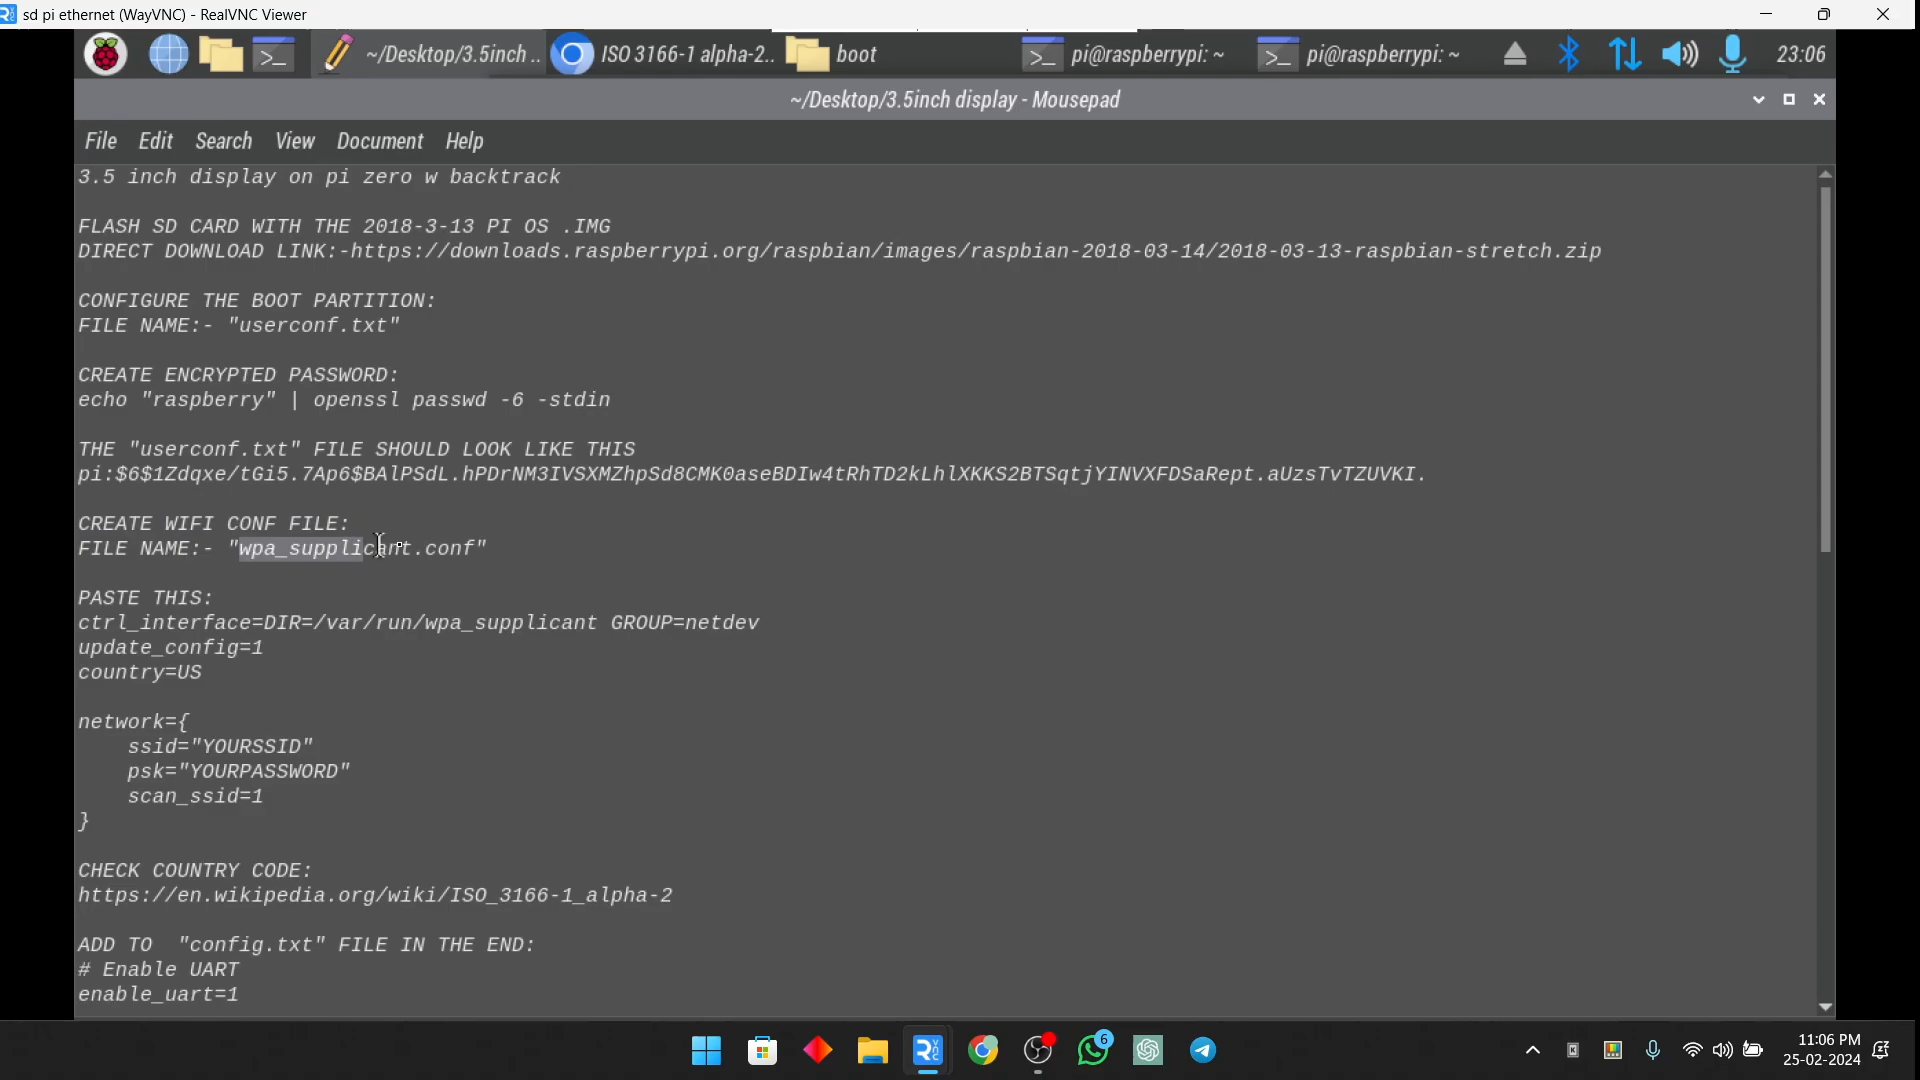 sd pi ethernet (WayVNC) - RealVNC Viewer
~/Desktop/3.5inch ..
ISO 3166-1 alpha-2..
boot
pi@raspberrypi: ~
pi@raspberrypi: ~
23:06
~/Desktop/3.5inch display - Mousepad
File Edit Search View Document Help
3.5 inch display on pi zero w backtrack
FLASH SD CARD WITH THE 2018-3-13 PI OS .IMG
DIRECT DOWNLOAD LINK:-https://downloads.raspberrypi.org/raspbian/images/raspbian-2018-03-14/2018-03-13-raspbian-stretch.zip
CONFIGURE THE BOOT PARTITION:
FILE NAME:- "userconf.txt"
CREATE ENCRYPTED PASSWORD:
echo "raspberry" | openssl passwd -6 -stdin
THE "userconf.txt" FILE SHOULD LOOK LIKE THIS
pi:$6$1Zdqxe/tGi5.7Ap6$BAlPSdL.hPDrNM3IVSXMZhpSd8CMK0aseBDIw4tRhTD2kLhlXKKS2BTSqtjYINVXFDSaRept.aUzsTvTZUVKI.
CREATE WIFI CONF FILE:
FILE NAME:- "wpa_supplicant.conf"
PASTE THIS:
ctrl_interface=DIR=/var/run/wpa_supplicant GROUP=netdev
update_config=1
country=US
network={
ssid="YOURSSID"
psk="YOURPASSWORD"
scan_ssid=1
}
CHECK COUNTRY CODE:
https://en.wikipedia.org/wiki/ISO_3166-1_alpha-2
ADD TO  "config.txt" FILE IN THE END:
# Enable UART
enable_uart=1
6
11:06 PM
25-02-2024